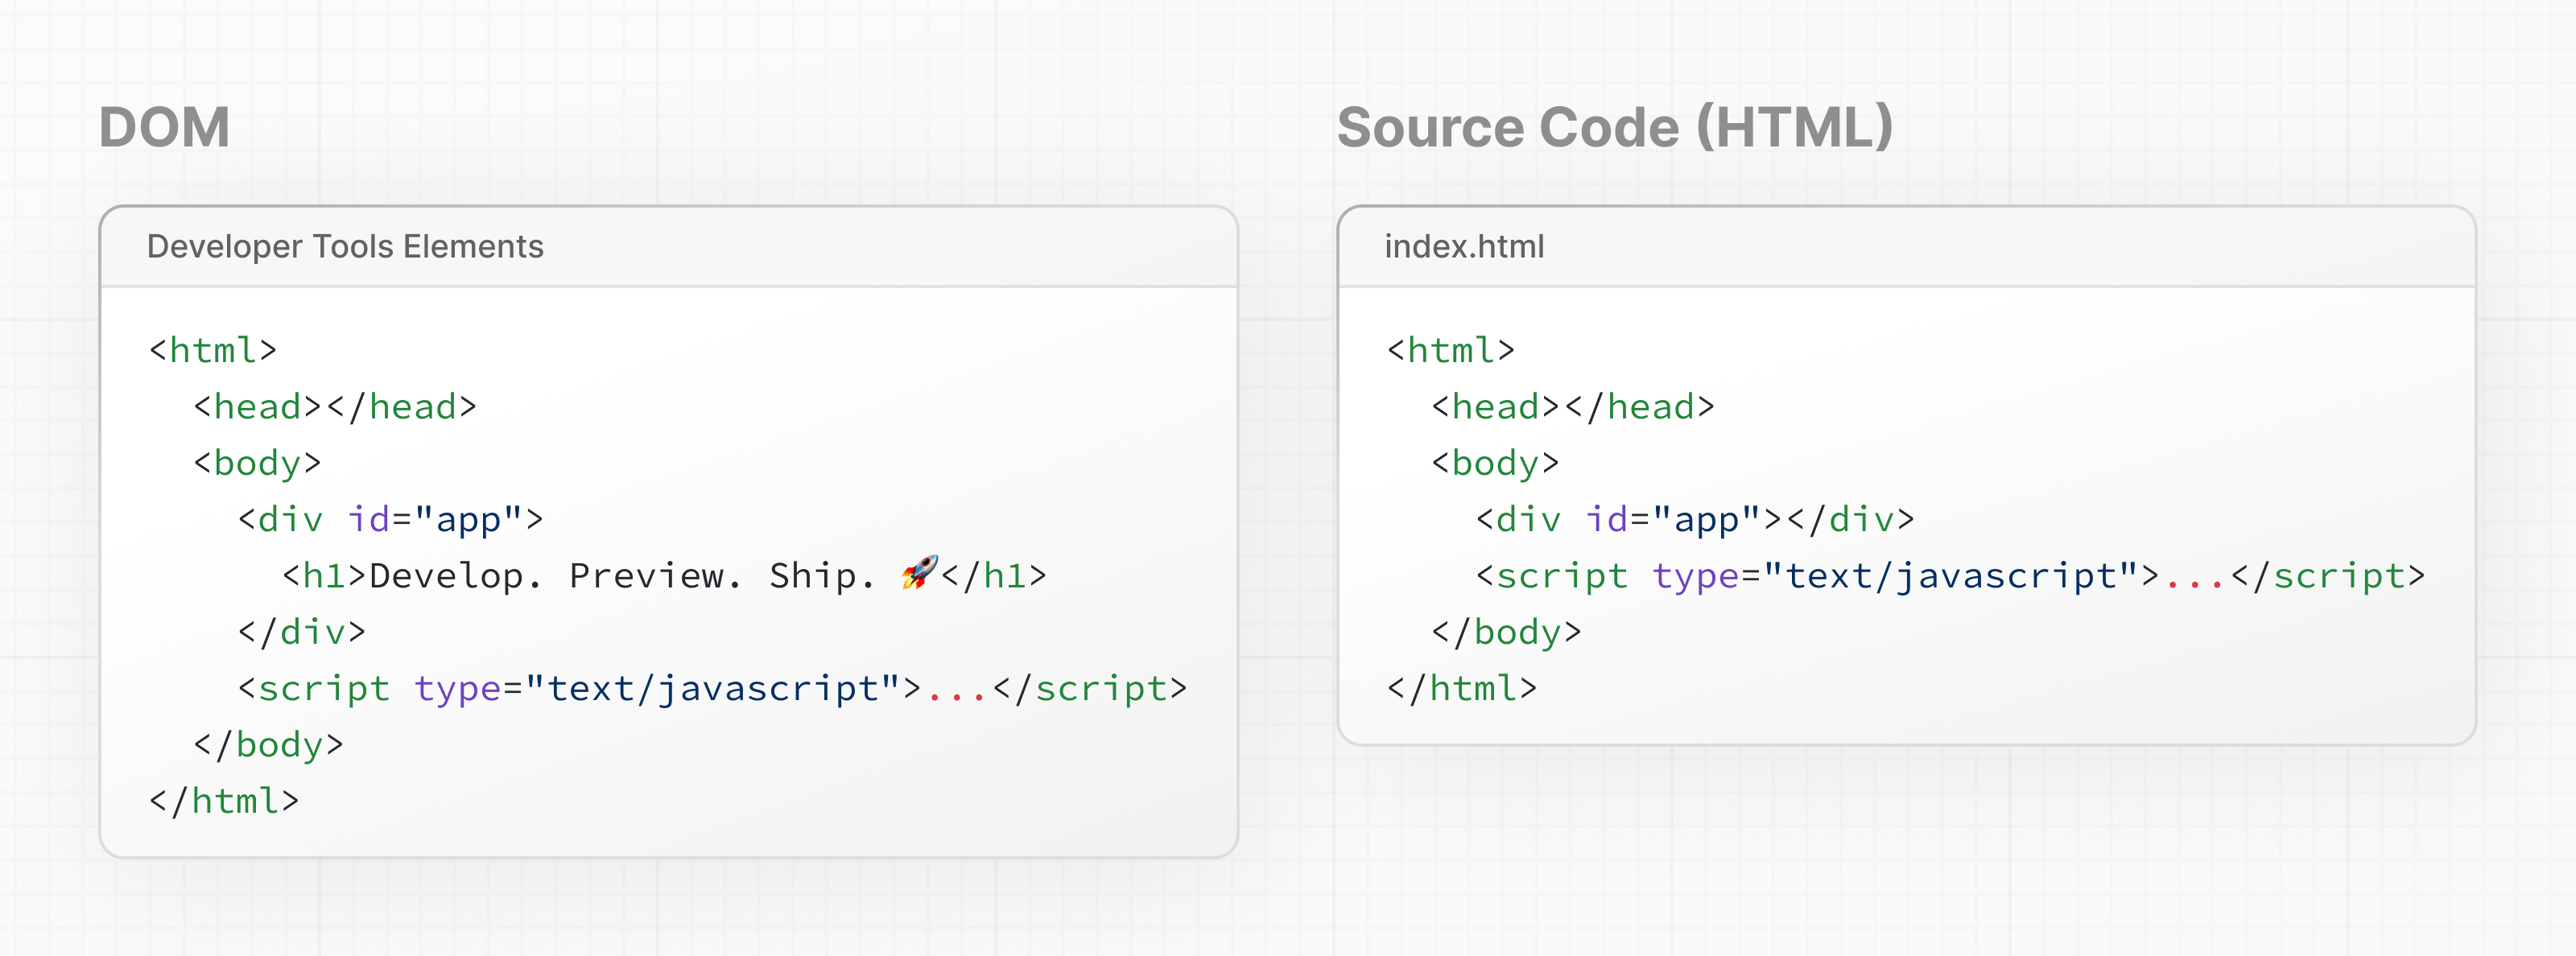 DOM
Developer Tools Elements
<html>
  <head></head>
  <body>
    <div id="app">
      <h1>Develop. Preview. Ship. 🚀</h1>
    </div>
    <script type="text/javascript">...</script>
  </body>
</html>
Source Code (HTML)
index.html
<html>
  <head></head>
  <body>
    <div id="app"></div>
    <script type="text/javascript">...</script>
  </body>
</html>